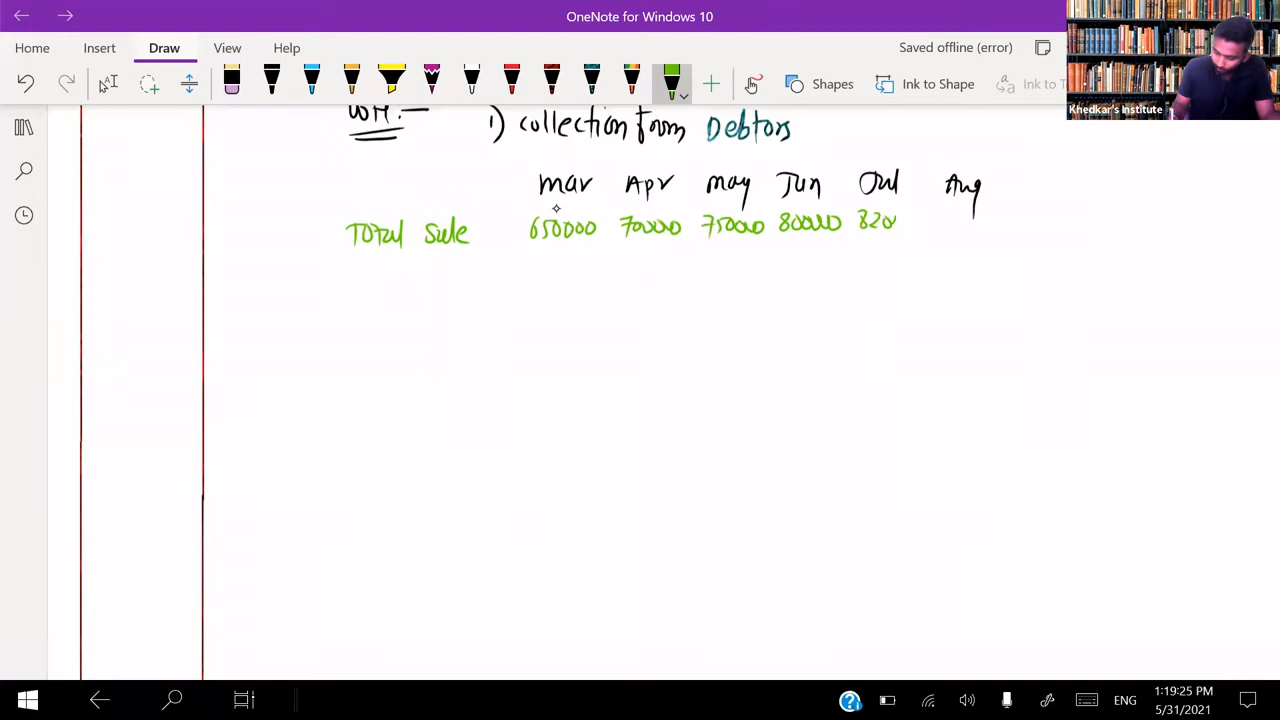 OneNote for Windows 10
Home Insert Draw View Help Saved offline (error)
Shapes Ink to Shape Ink to T
Khedkar's Institute
W.N:- 1) collection from Debtors
Mar Apr May Jun Jul Aug
Total Sale 650000 700000 750000 800000 820
ENG 1:19:25 PM
5/31/2021